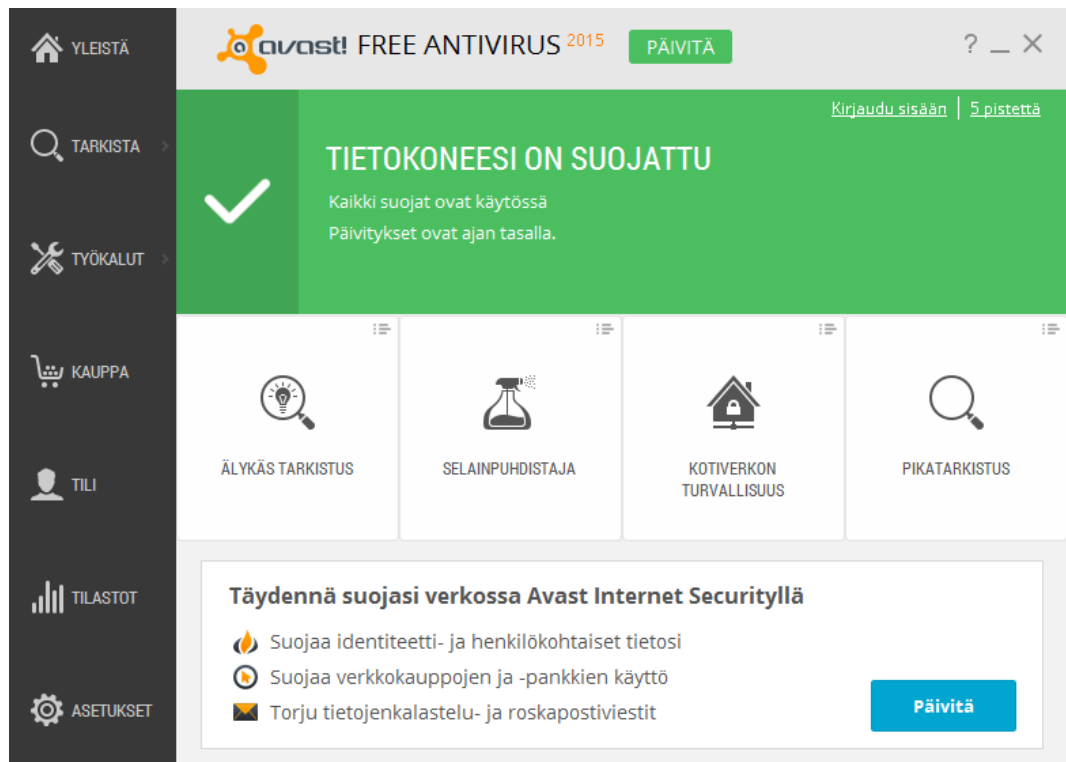 YLEISTÄ
avast! FREE ANTIVIRUS 2015 PÄIVITÄ
Kirjaudu sisään | 5 pistettä
TARKISTA
TIETOKONEESI ON SUOJATTU
Kaikki suojat ovat käytössä
Päivitykset ovat ajan tasalla.
TYÖKALUT
KAUPPA
TILI
TILASTOT
ASETUKSET
ÄLYKÄS TARKISTUS
SELAINPUHDISTAJA
KOTIVERKON
TURVALLISUUS
PIKATARKISTUS
Täydennä suojasi verkossa Avast Internet Securityllä
Suojaa identiteetti- ja henkilökohtaiset tietosi
Suojaa verkkokauppojen ja -pankkien käyttö
Torju tietojenkalastelu- ja roskapostiviestit
Päivitä